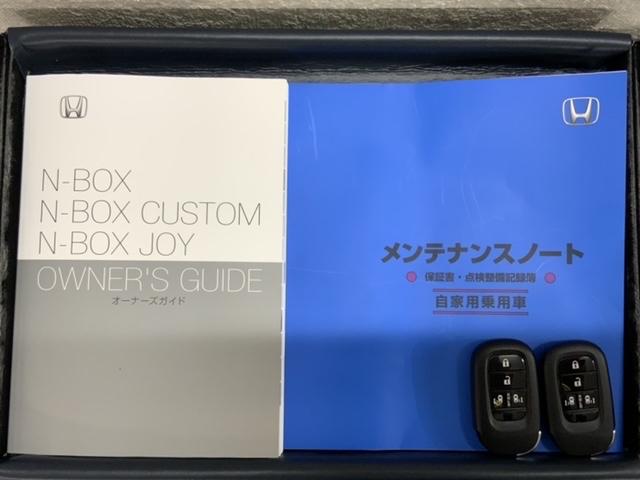 N-BOX
N-BOX CUSTOM
N-BOX JOY
OWNER'S GUIDE
オーナーズガイド
メンテナンスノート
保証書・点検整備記録簿
自家用乗用車